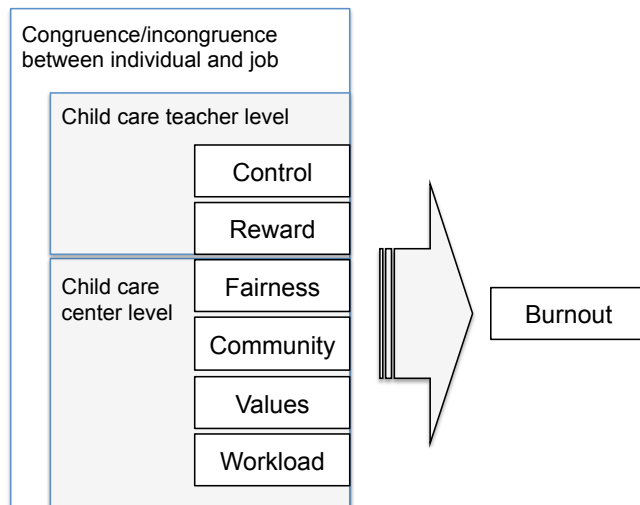 Congruence/incongruence
between individual and job
Child care teacher level
Control
Reward
Child care
center level
Fairness
Community
Values
Workload
Burnout